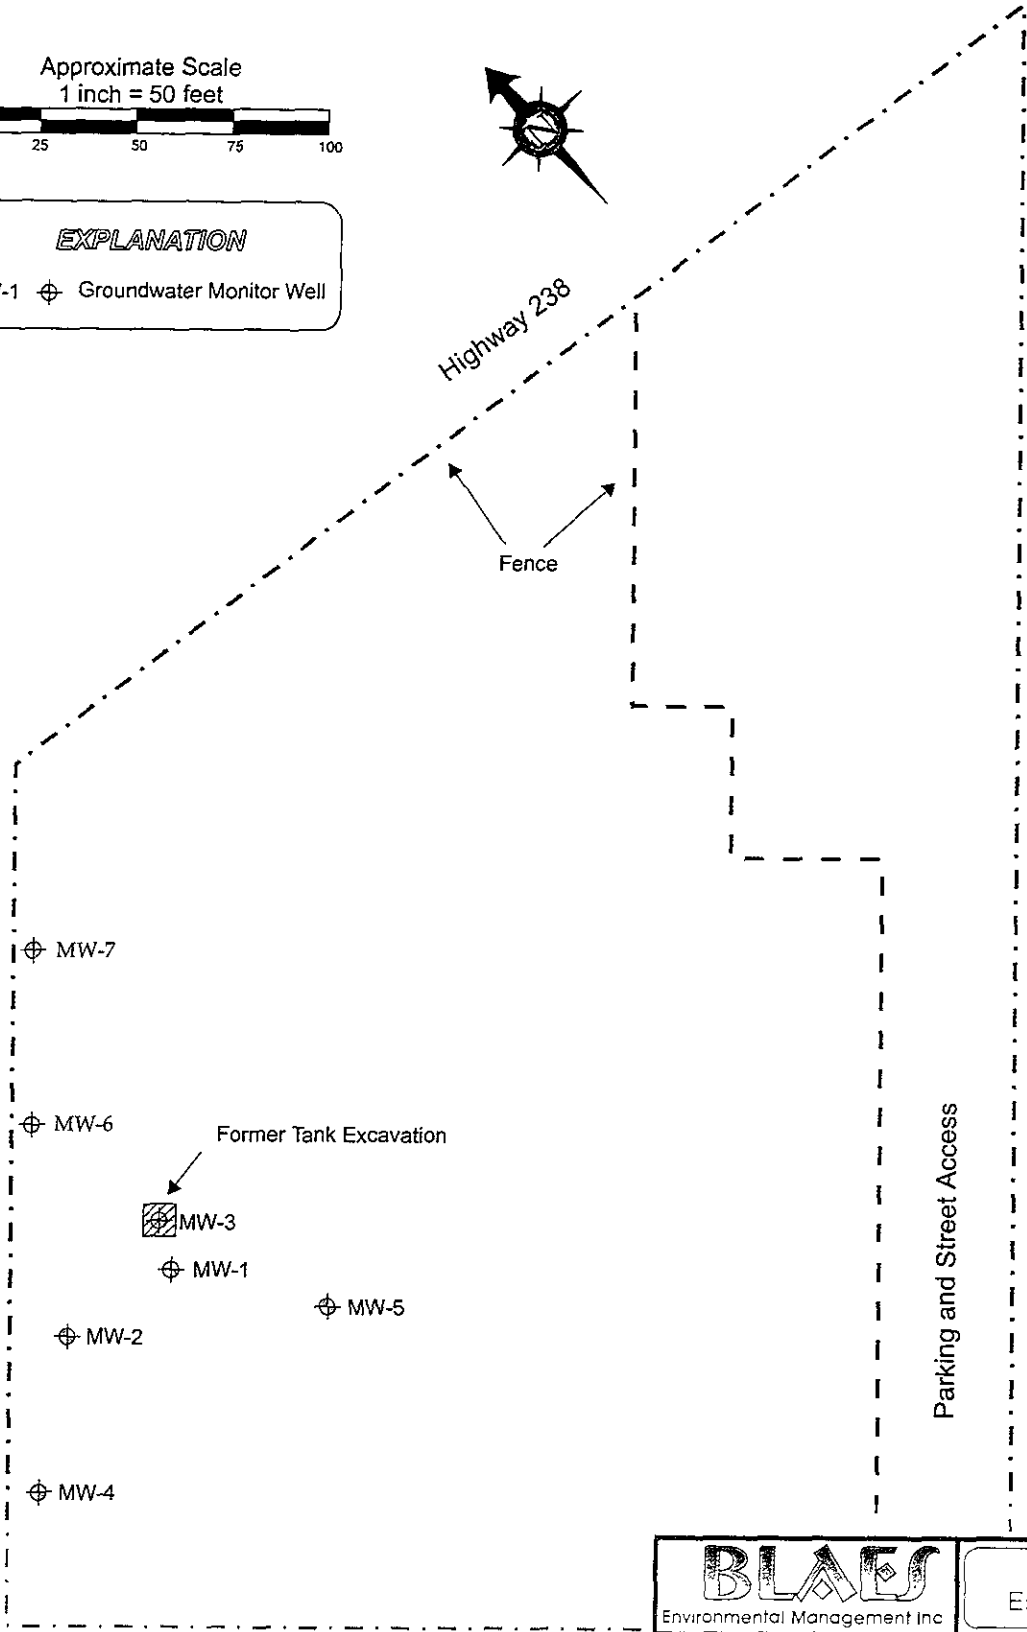 Approximate Scale
1 inch = 50 feet
25 50 75 100
N
EXPLANATION
-1 Groundwater Monitor Well
Highway 238
Fence
MW-7
MW-6
Former Tank Excavation
MW-3
MW-1
MW-5
MW-2
MW-4
Parking and Street Access
BLAES
Environmental Management Inc